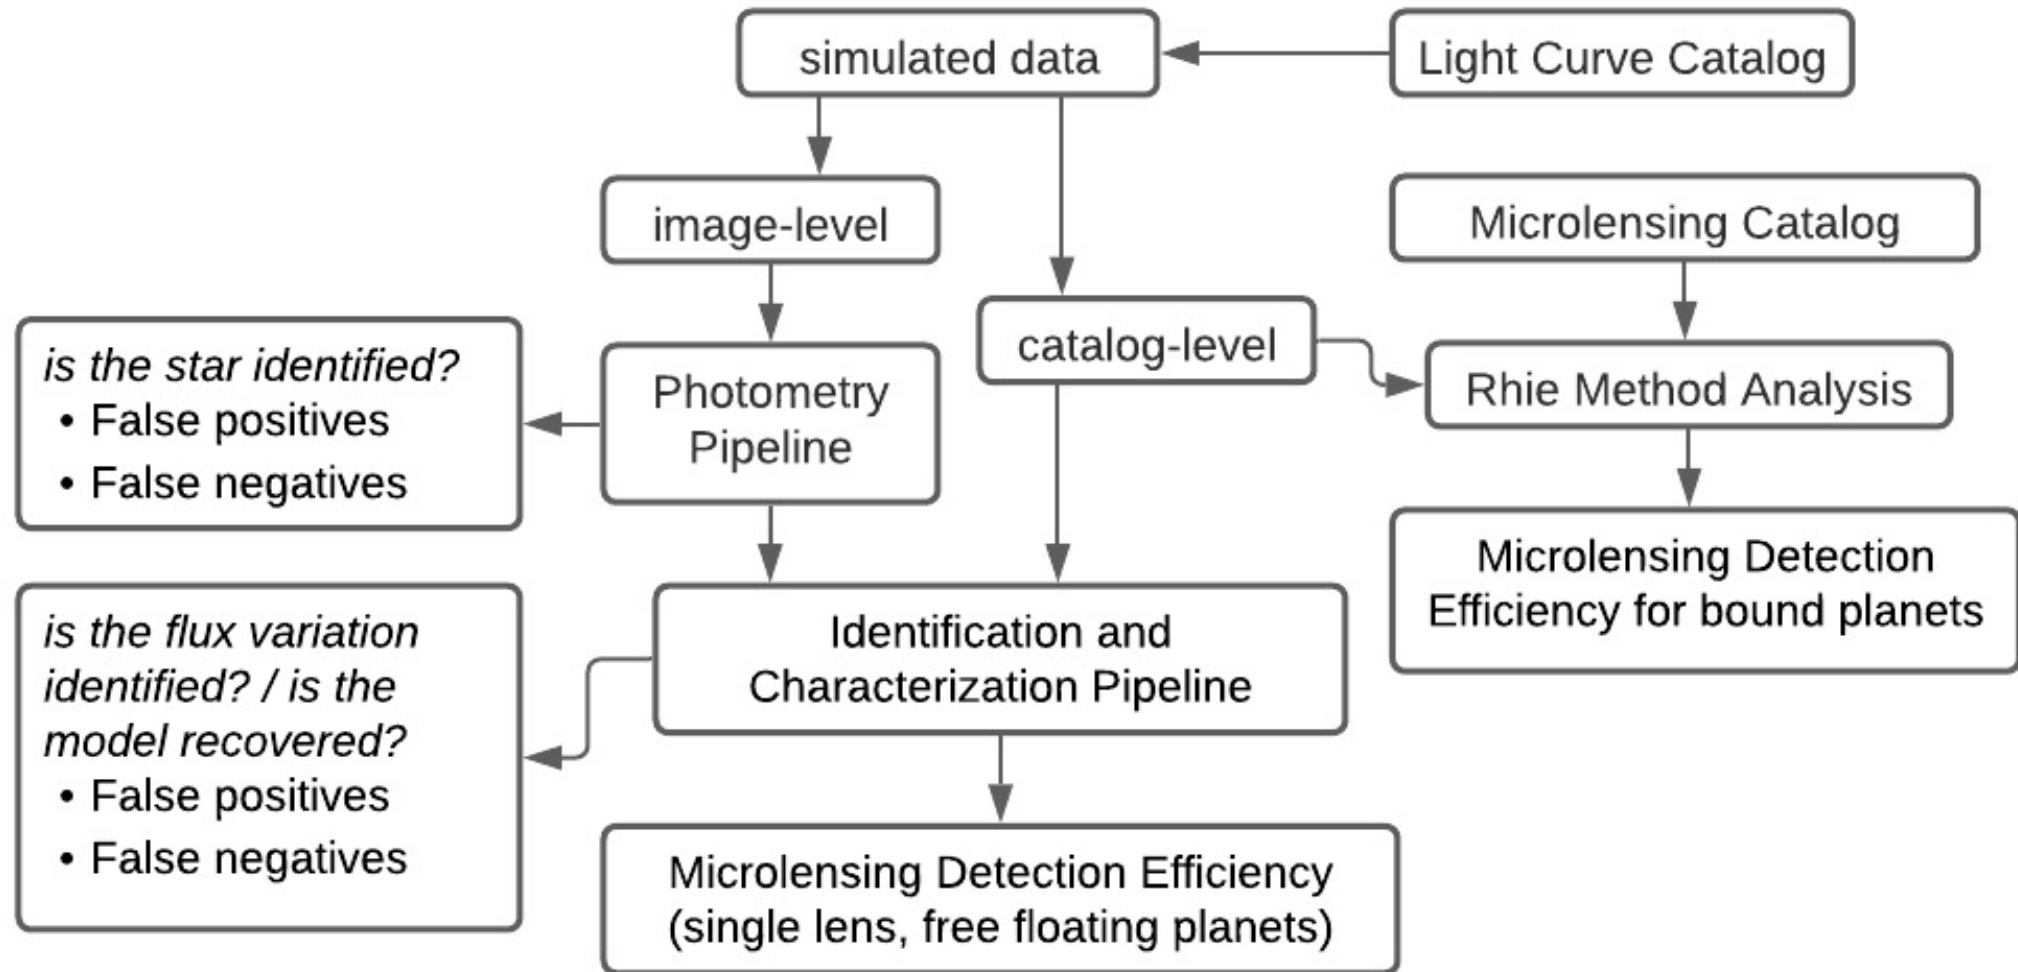 simulated data
Light Curve Catalog
image-level
Microlensing Catalog
catalog-level
is the star identified?
• False positives
• False negatives
Photometry
Pipeline
Rhie Method Analysis
Microlensing Detection
Efficiency for bound planets
is the flux variation
identified? / is the
model recovered?
• False positives
• False negatives
Identification and
Characterization Pipeline
Microlensing Detection Efficiency
(single lens, free floating planets)